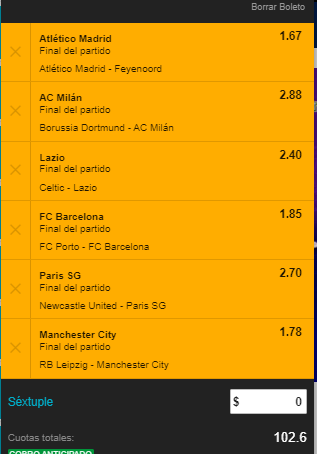 Borrar Boleto
Atlético Madrid 1.67
Final del partido
Atlético Madrid - Feyenoord
AC Milán 2.88
Final del partido
Borussia Dortmund - AC Milán
Lazio 2.40
Final del partido
Celtic - Lazio
FC Barcelona 1.85
Final del partido
FC Porto - FC Barcelona
Paris SG 2.70
Final del partido
Newcastle United - Paris SG
Manchester City 1.78
Final del partido
RB Leipzig - Manchester City
Séxtuple $ 0
Cuotas totales: 102.6
COBRO ANTICIPADO